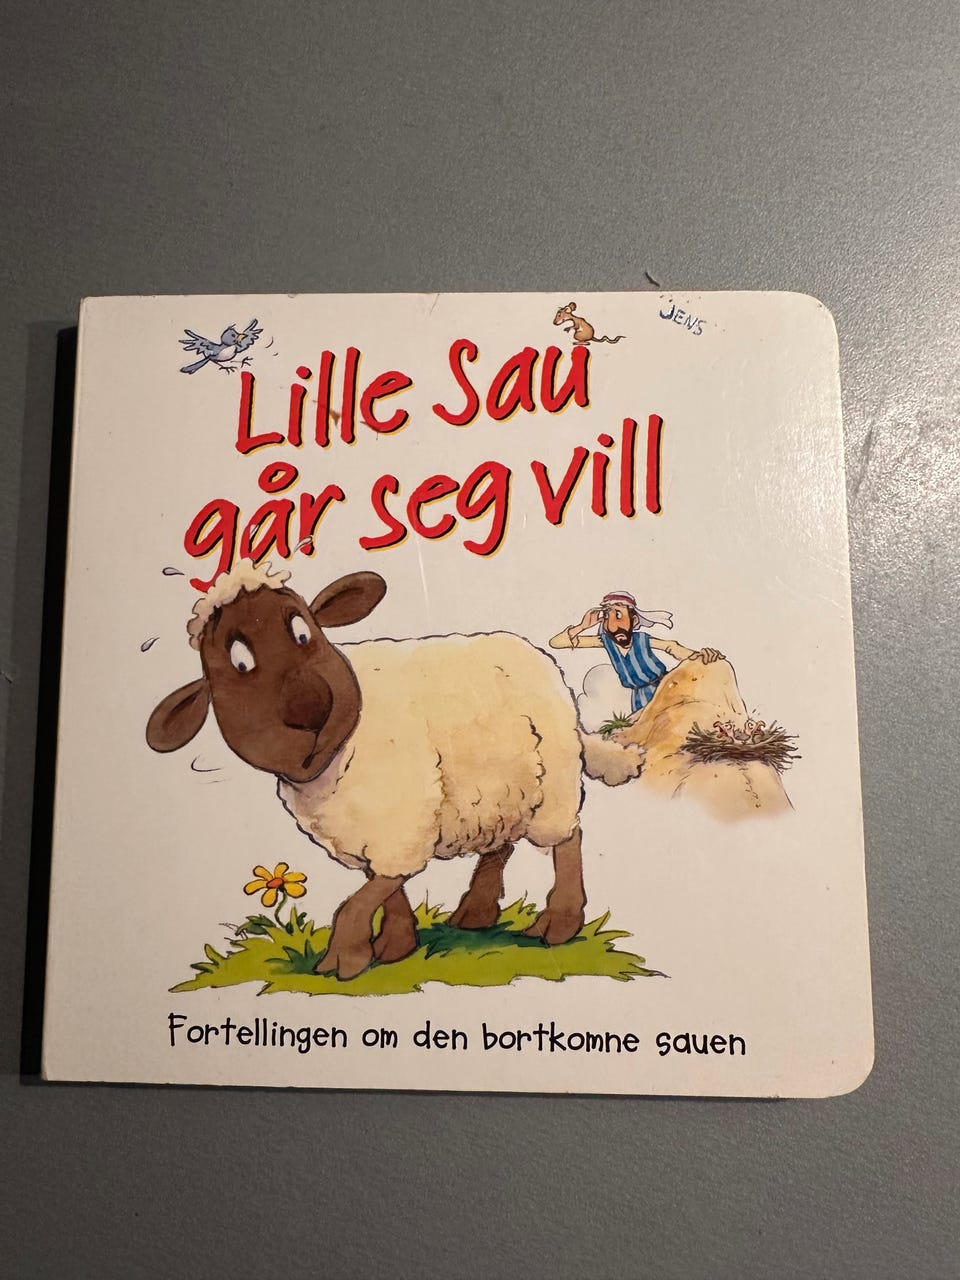 JENS
Lille Sau
går seg vill
Fortellingen om den bortkomne sauen